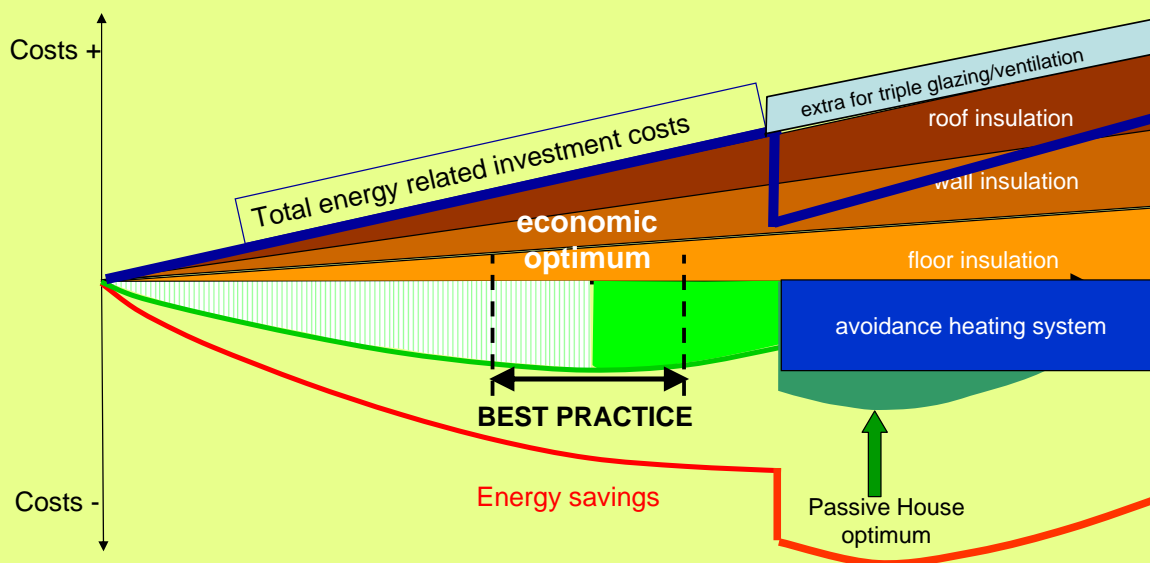 Costs +
extra for triple glazing/ventilation
roof insulation
Total energy related investment costs
wall insulation
economic
optimum
floor insulation
avoidance heating system
BEST PRACTICE
Energy savings
Costs -
Passive House
optimum